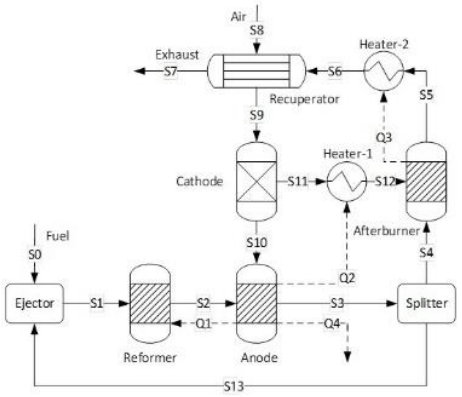 Air
S8
Heater-2
Exhaust
S7
S6
S5
Recuperator
S9
Q3
Heater-1
Cathode
S11
S12
Afterburner
Fuel
S0
S10
S4
Q2
Ejector
S1
S2
S3
Splitter
Q1
Q4
Reformer
Anode
S13